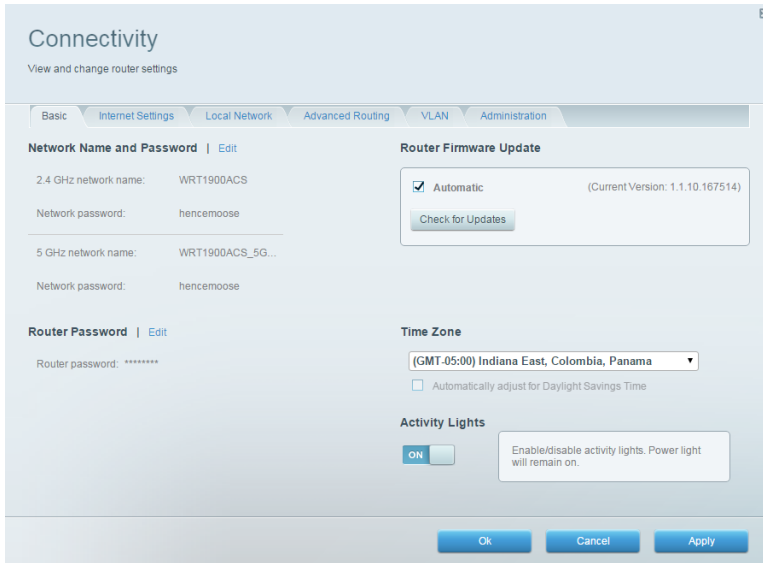 Connectivity
View and change router settings
Basic Internet Settings Local Network Advanced Routing VLAN Administration
Network Name and Password | Edit
2.4 GHz network name: WRT1900ACS
Network password: hencemoose
5 GHz network name: WRT1900ACS_5G...
Network password: hencemoose
Router Password | Edit
Router password: ********
Router Firmware Update
Automatic (Current Version: 1.1.10.167514)
Check for Updates
Time Zone
(GMT-05:00) Indiana East, Colombia, Panama
Automatically adjust for Daylight Savings Time
Activity Lights
ON
Enable/disable activity lights. Power light
will remain on.
Ok Cancel Apply